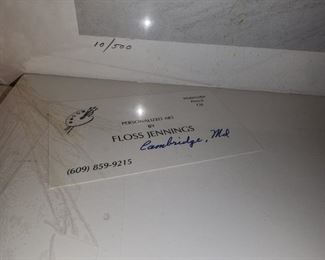 10/500
PERSONALIZED ART
BY
FLOSS JENNINGS
Cambridge, Md
(609) 859-9215